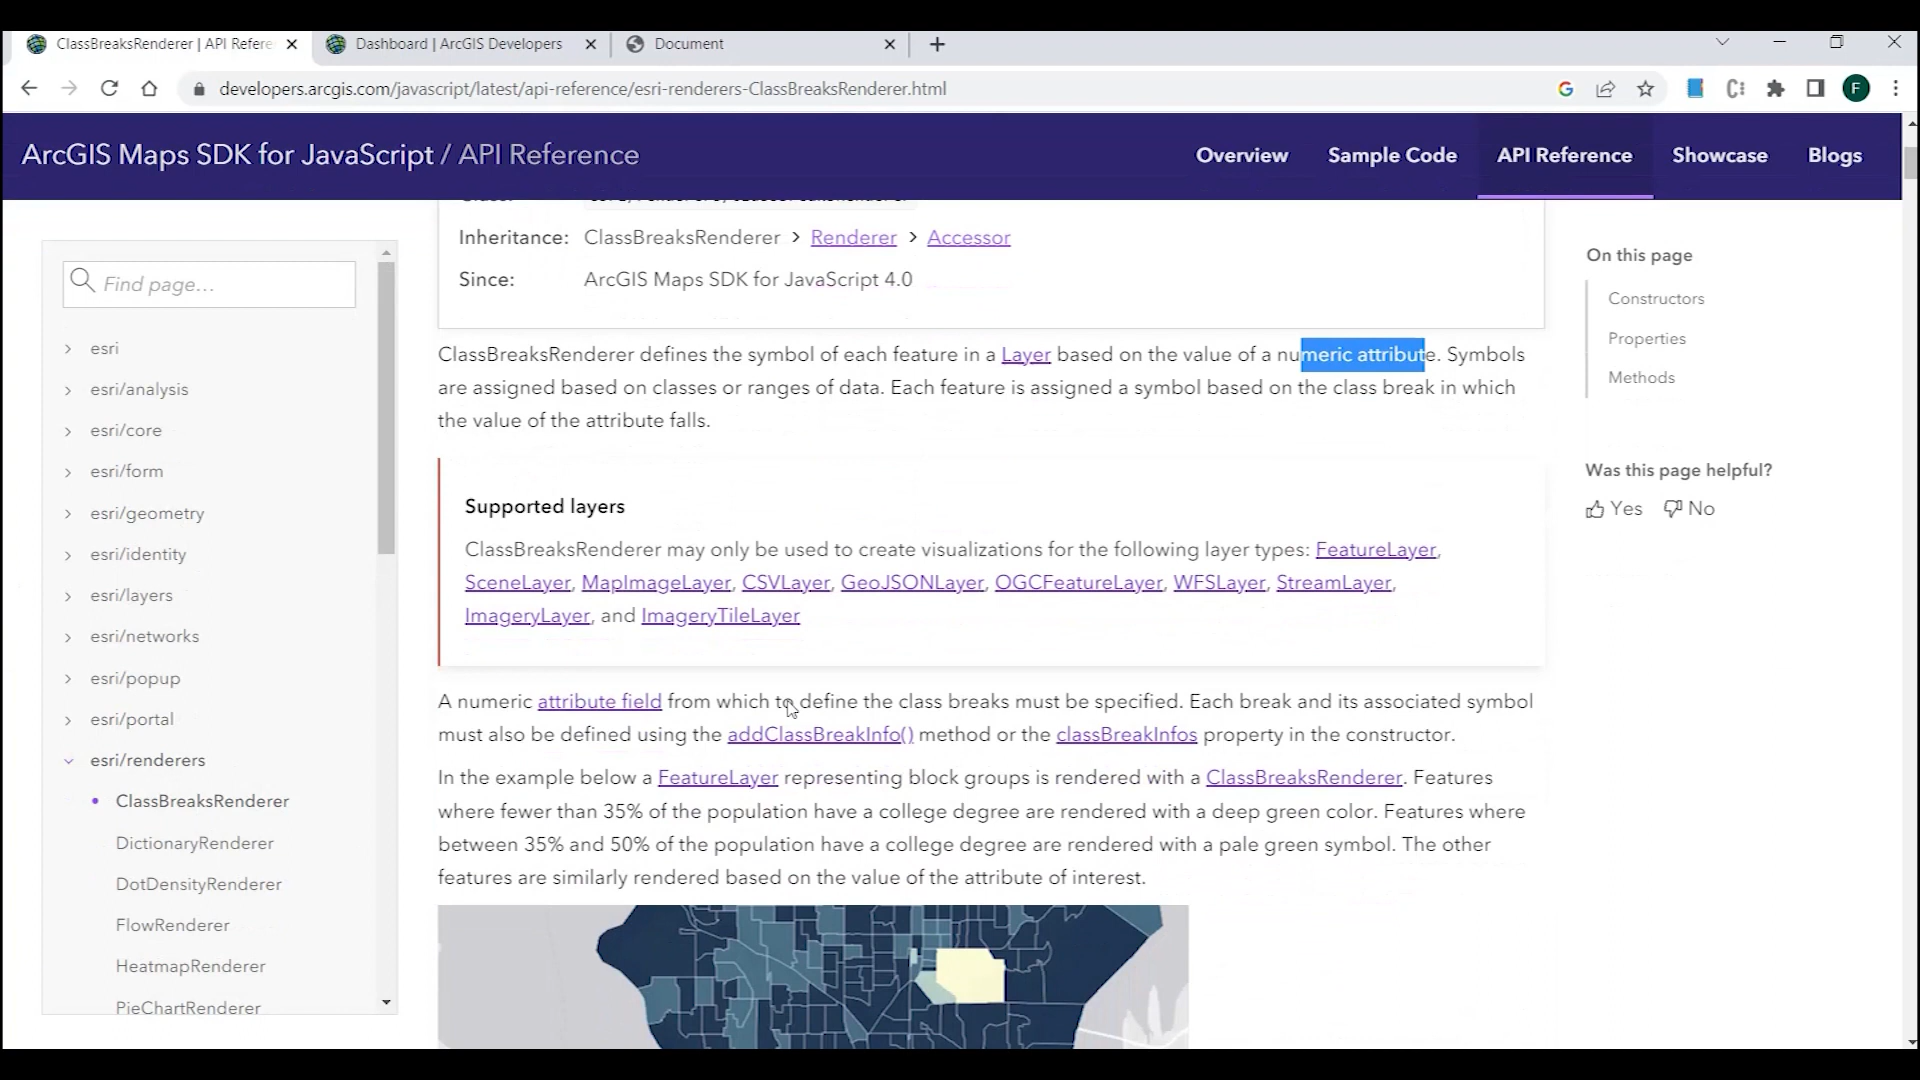 ClassBreaksRenderer | API Refere
Dashboard | ArcGIS Developers
Document
developers.arcgis.com/javascript/latest/api-reference/esri-renderers-ClassBreaksRenderer.html
F
ArcGIS Maps SDK for JavaScript / API Reference
Overview
Sample Code
API Reference
Showcase
Blogs
Find page...
esri
esri/analysis
esri/core
esri/form
esri/geometry
esri/identity
esri/layers
esri/networks
esri/popup
esri/portal
esri/renderers
ClassBreaksRenderer
DictionaryRenderer
DotDensityRenderer
FlowRenderer
HeatmapRenderer
PieChartRenderer
Inheritance: ClassBreaksRenderer > Renderer > Accessor
Since: ArcGIS Maps SDK for JavaScript 4.0
ClassBreaksRenderer defines the symbol of each feature in a Layer based on the value of a numeric attribute. Symbols
are assigned based on classes or ranges of data. Each feature is assigned a symbol based on the class break in which
the value of the attribute falls.
Supported layers
ClassBreaksRenderer may only be used to create visualizations for the following layer types: FeatureLayer,
SceneLayer, MapImageLayer, CSVLayer, GeoJSONLayer, OGCFeatureLayer, WFSLayer, StreamLayer,
ImageryLayer, and ImageryTileLayer
A numeric attribute field from which to define the class breaks must be specified. Each break and its associated symbol
must also be defined using the addClassBreakInfo() method or the classBreakInfos property in the constructor.
In the example below a FeatureLayer representing block groups is rendered with a ClassBreaksRenderer. Features
where fewer than 35% of the population have a college degree are rendered with a deep green color. Features where
between 35% and 50% of the population have a college degree are rendered with a pale green symbol. The other
features are similarly rendered based on the value of the attribute of interest.
On this page
Constructors
Properties
Methods
Was this page helpful?
Yes
No